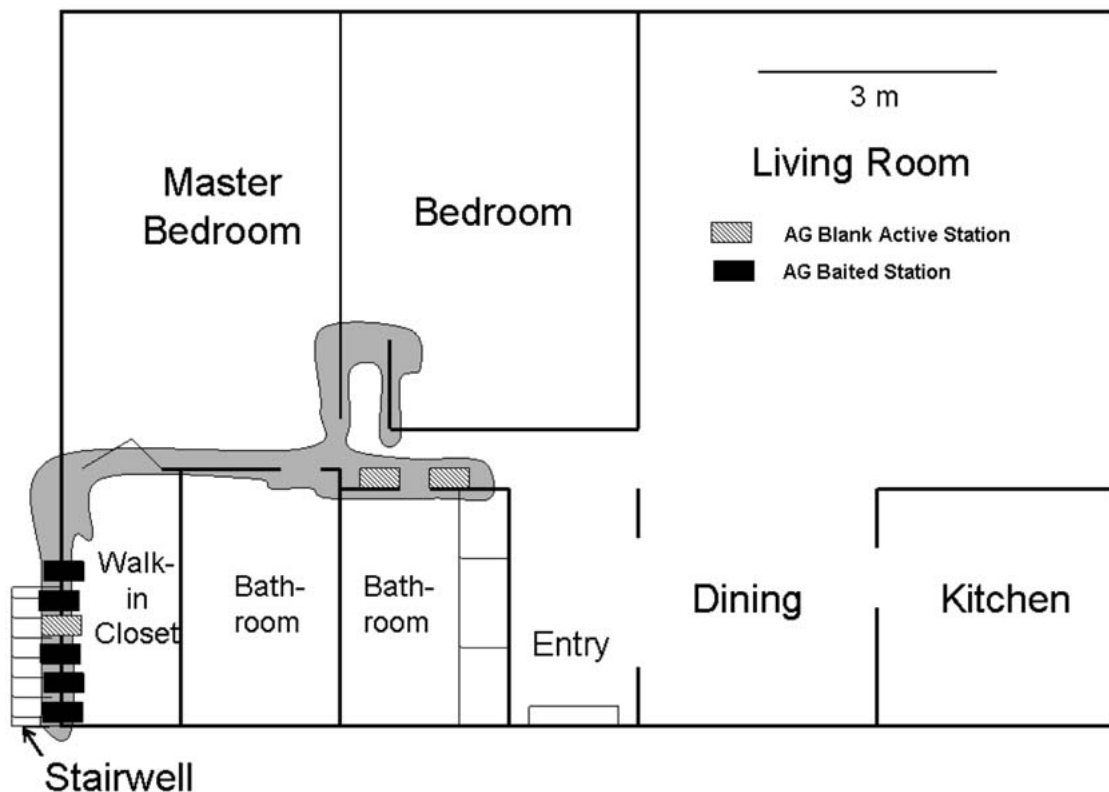 3 m
Living Room
Master
Bedroom
Bedroom
AG Blank Active Station
AG Baited Station
Walk-
in
Closet
Bath-
room
Bath-
room
Entry
Dining
Kitchen
Stairwell